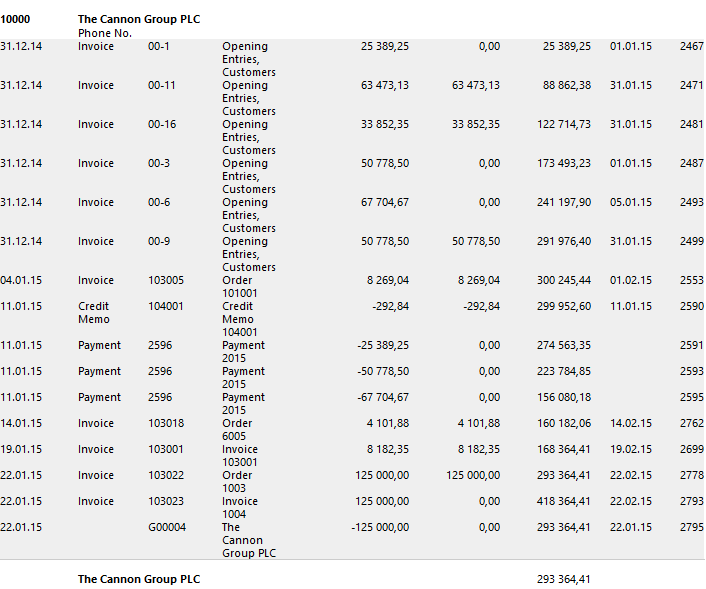 10000 The Cannon Group PLC
Phone No.
31.12.14 Invoice 00-1 Opening 25 389,25 0,00 25 389,25 01.01.15 2467
Entries,
Customers
31.12.14 Invoice 00-11 Opening 63 473,13 63 473,13 88 862,38 31.01.15 2471
Entries,
Customers
31.12.14 Invoice 00-16 Opening 33 852,35 33 852,35 122 714,73 31.01.15 2481
Entries,
Customers
31.12.14 Invoice 00-3 Opening 50 778,50 0,00 173 493,23 01.01.15 2487
Entries,
Customers
31.12.14 Invoice 00-6 Opening 67 704,67 0,00 241 197,90 05.01.15 2493
Entries,
Customers
31.12.14 Invoice 00-9 Opening 50 778,50 50 778,50 291 976,40 31.01.15 2499
Entries,
Customers
04.01.15 Invoice 103005 Order 8 269,04 8 269,04 300 245,44 01.02.15 2553
101001
11.01.15 Credit 104001 Credit -292,84 -292,84 299 952,60 11.01.15 2590
Memo Memo
104001
11.01.15 Payment 2596 Payment -25 389,25 0,00 274 563,35 2591
2015
11.01.15 Payment 2596 Payment -50 778,50 0,00 223 784,85 2593
2015
11.01.15 Payment 2596 Payment -67 704,67 0,00 156 080,18 2595
2015
14.01.15 Invoice 103018 Order 4 101,88 4 101,88 160 182,06 14.02.15 2762
6005
19.01.15 Invoice 103001 Invoice 8 182,35 8 182,35 168 364,41 19.02.15 2699
103001
22.01.15 Invoice 103022 Order 125 000,00 125 000,00 293 364,41 22.02.15 2778
1003
22.01.15 Invoice 103023 Invoice 125 000,00 0,00 418 364,41 22.02.15 2793
1004
22.01.15 G00004 The -125 000,00 0,00 293 364,41 22.01.15 2795
Cannon
Group PLC
The Cannon Group PLC 293 364,41